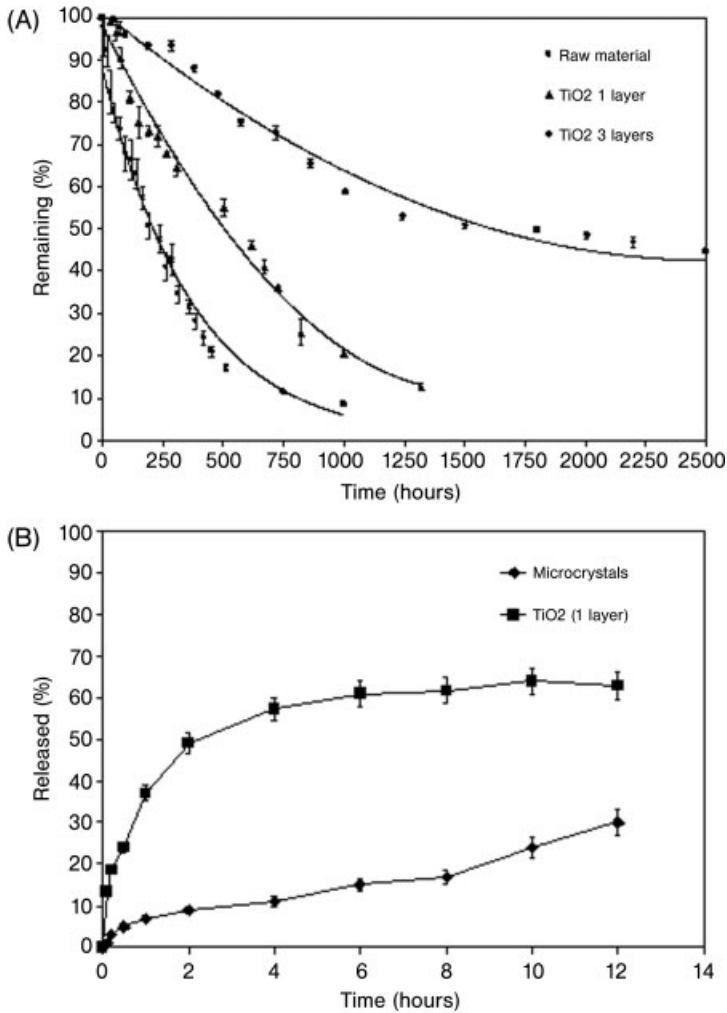 (A)
100
90
80
70
60
50
40
30
20
10
0
Remaining (%)
Raw material
TiO2 1 layer
TiO2 3 layers
0 250 500 750 1000 1250 1500 1750 2000 2250 2500
Time (hours)
(B)
100
90
80
70
60
50
40
30
20
10
0
Released (%)
Microcrystals
TiO2 (1 layer)
0 2 4 6 8 10 12 14
Time (hours)